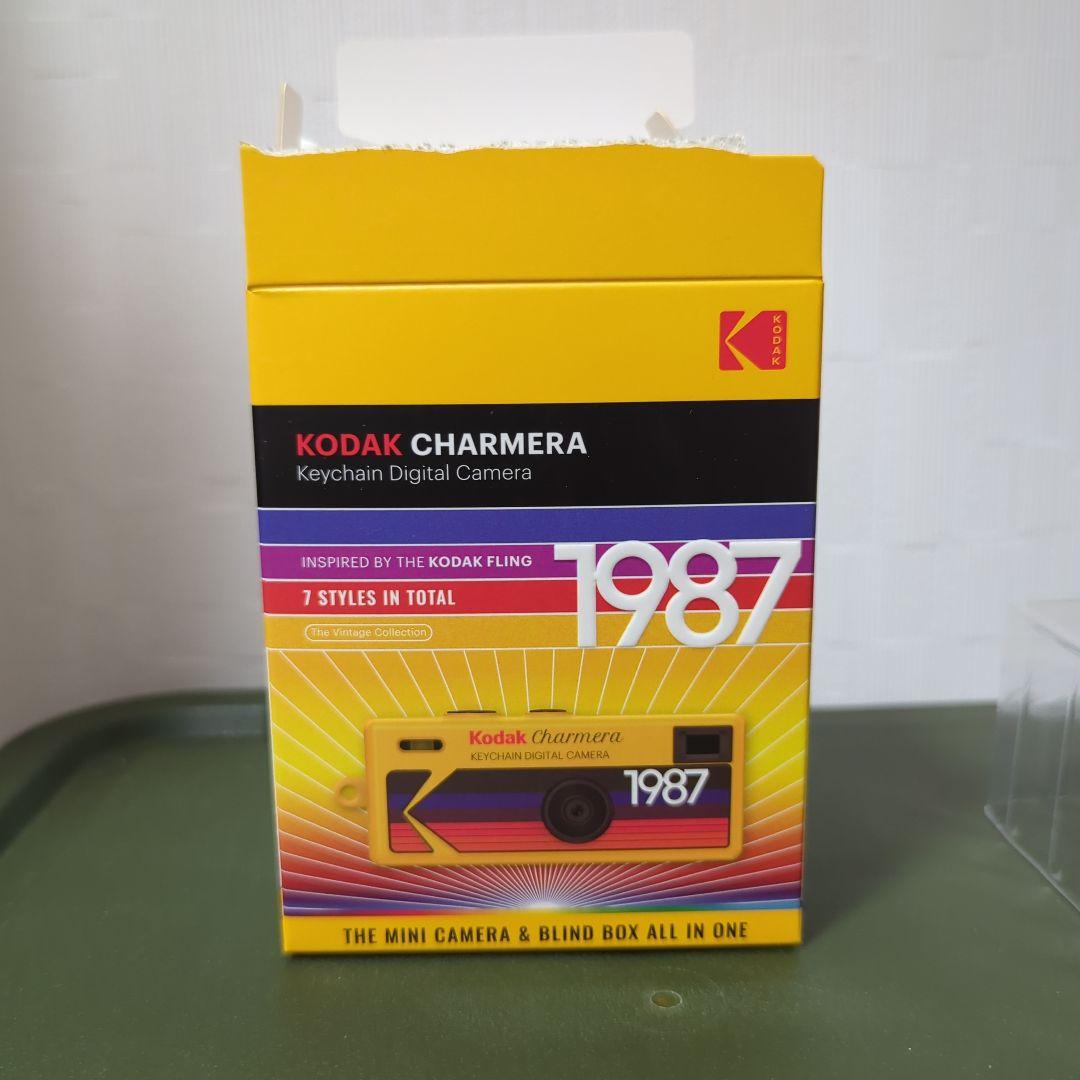 KODAK
KODAK CHARMERA
Keychain Digital Camera
INSPIRED BY THE KODAK FLING
1987
7 STYLES IN TOTAL
The Vintage Collection
Kodak Charmera
KEYCHAIN DIGITAL CAMERA
1987
THE MINI CAMERA & BLIND BOX ALL IN ONE